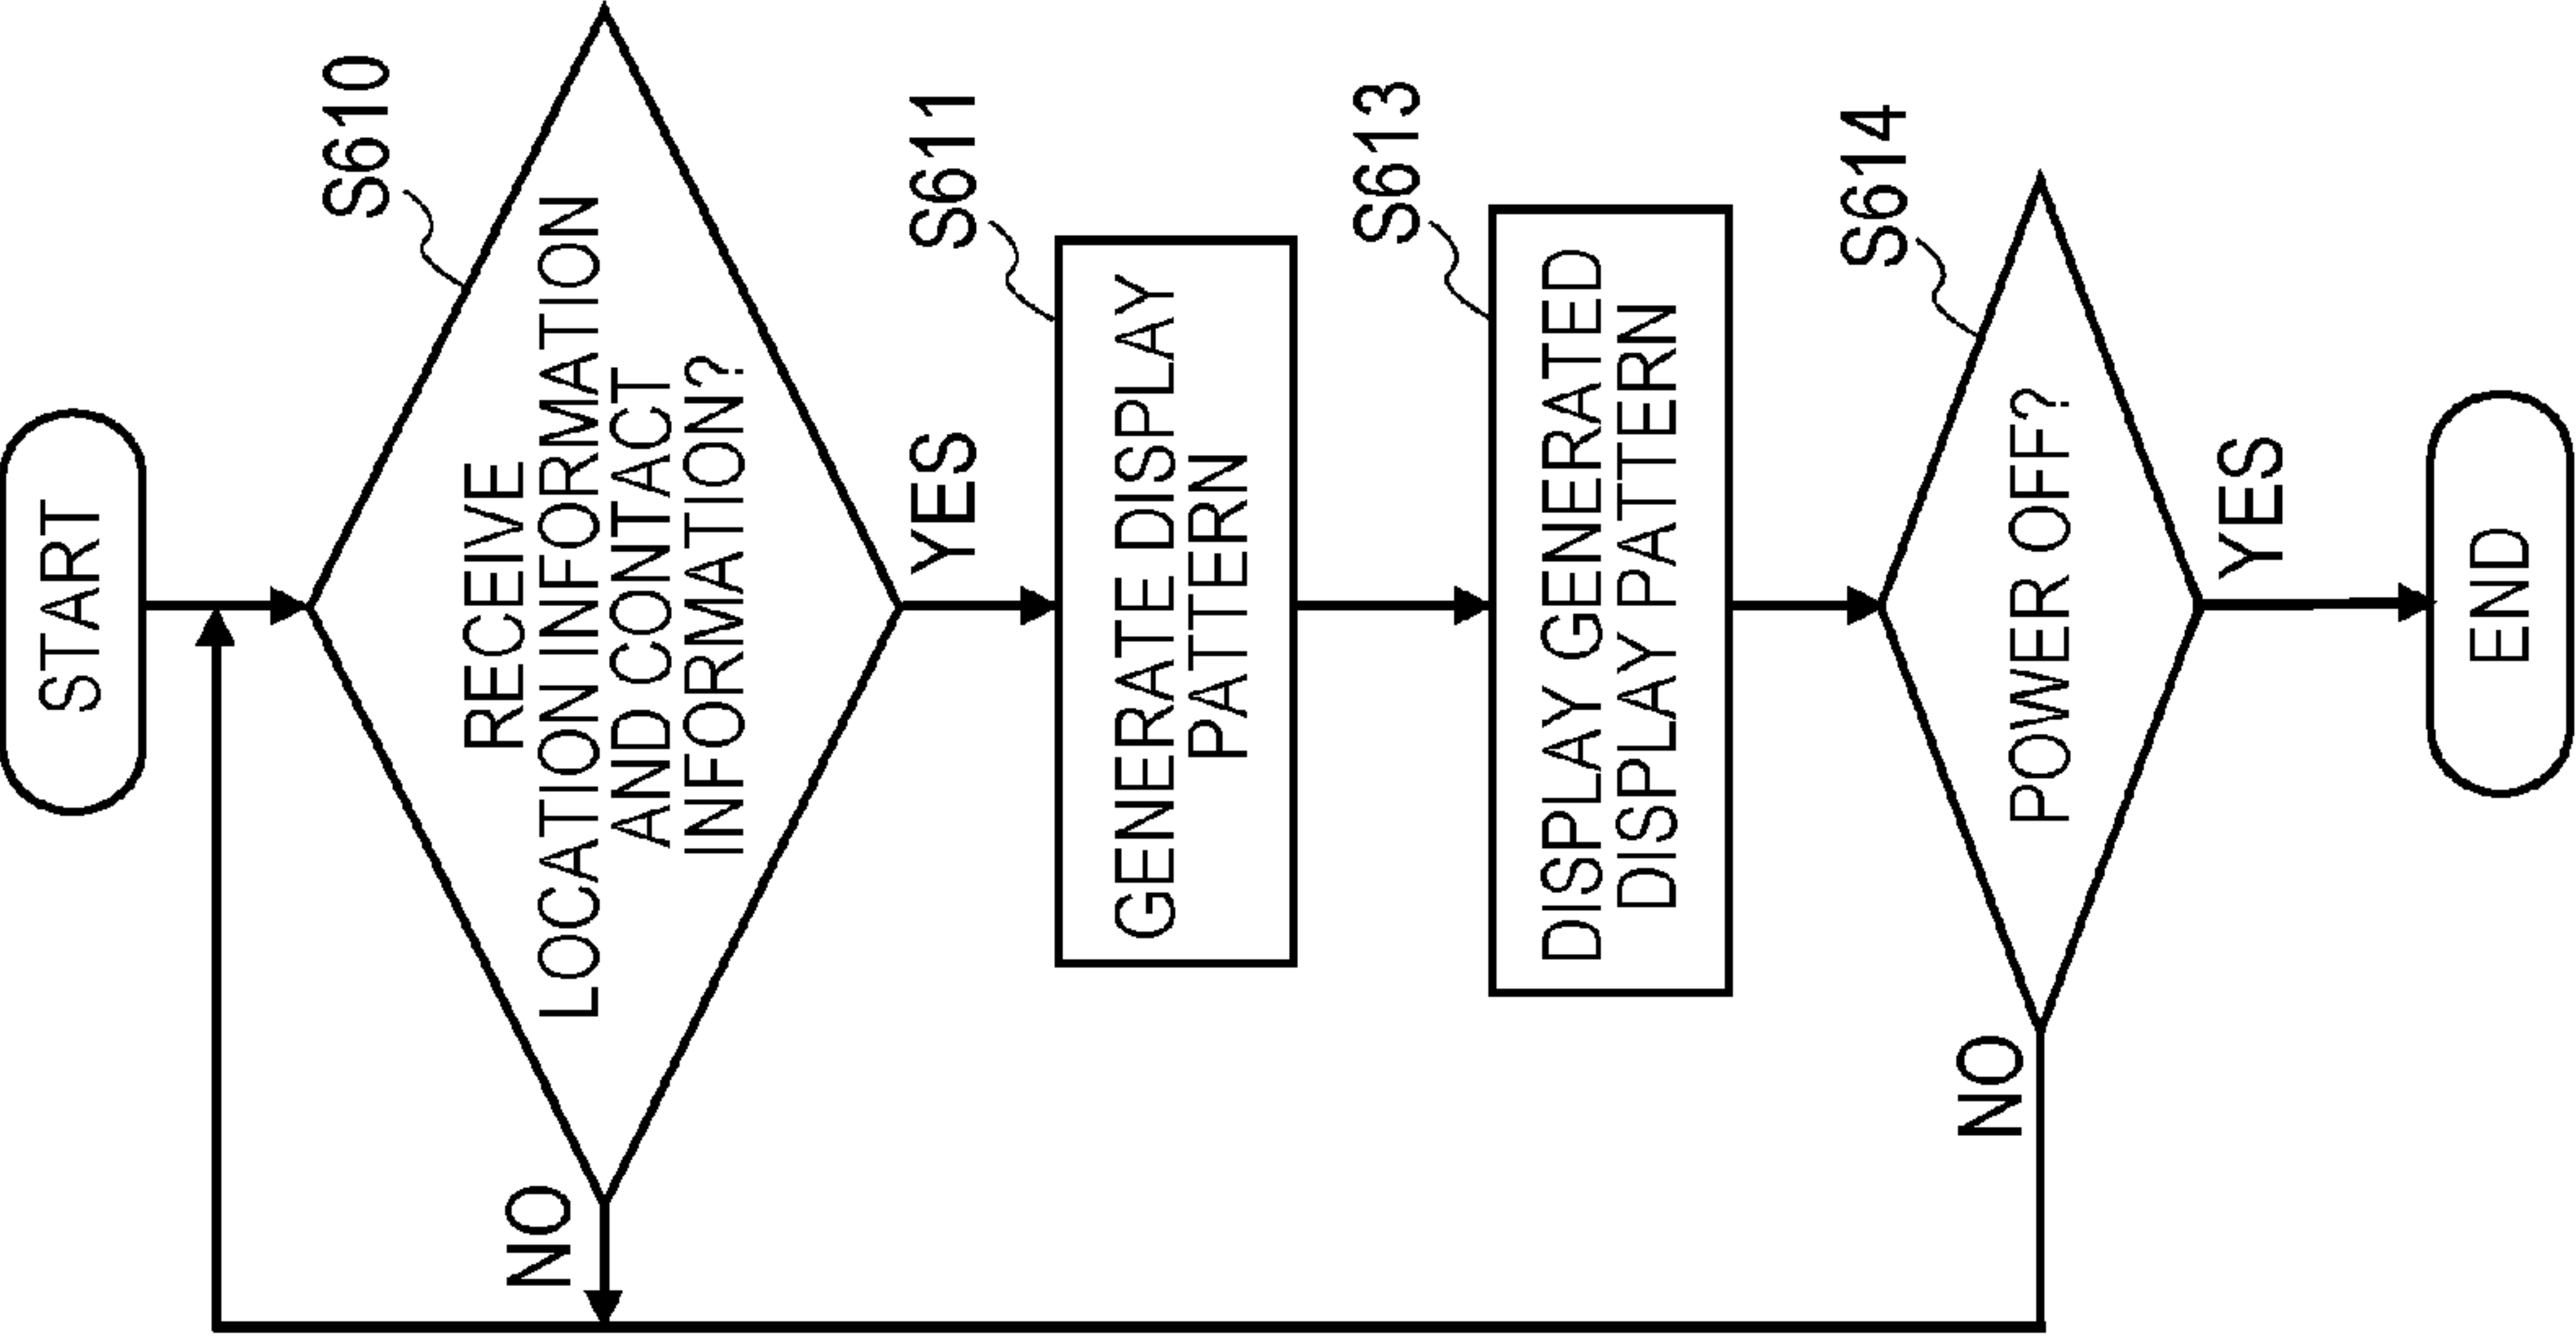 START
S610
RECEIVE
LOCATION INFORMATION
AND CONTACT
INFORMATION?
NO
YES
S611
GENERATE DISPLAY
PATTERN
S613
DISPLAY GENERATED
DISPLAY PATTERN
S614
POWER OFF?
NO
YES
END